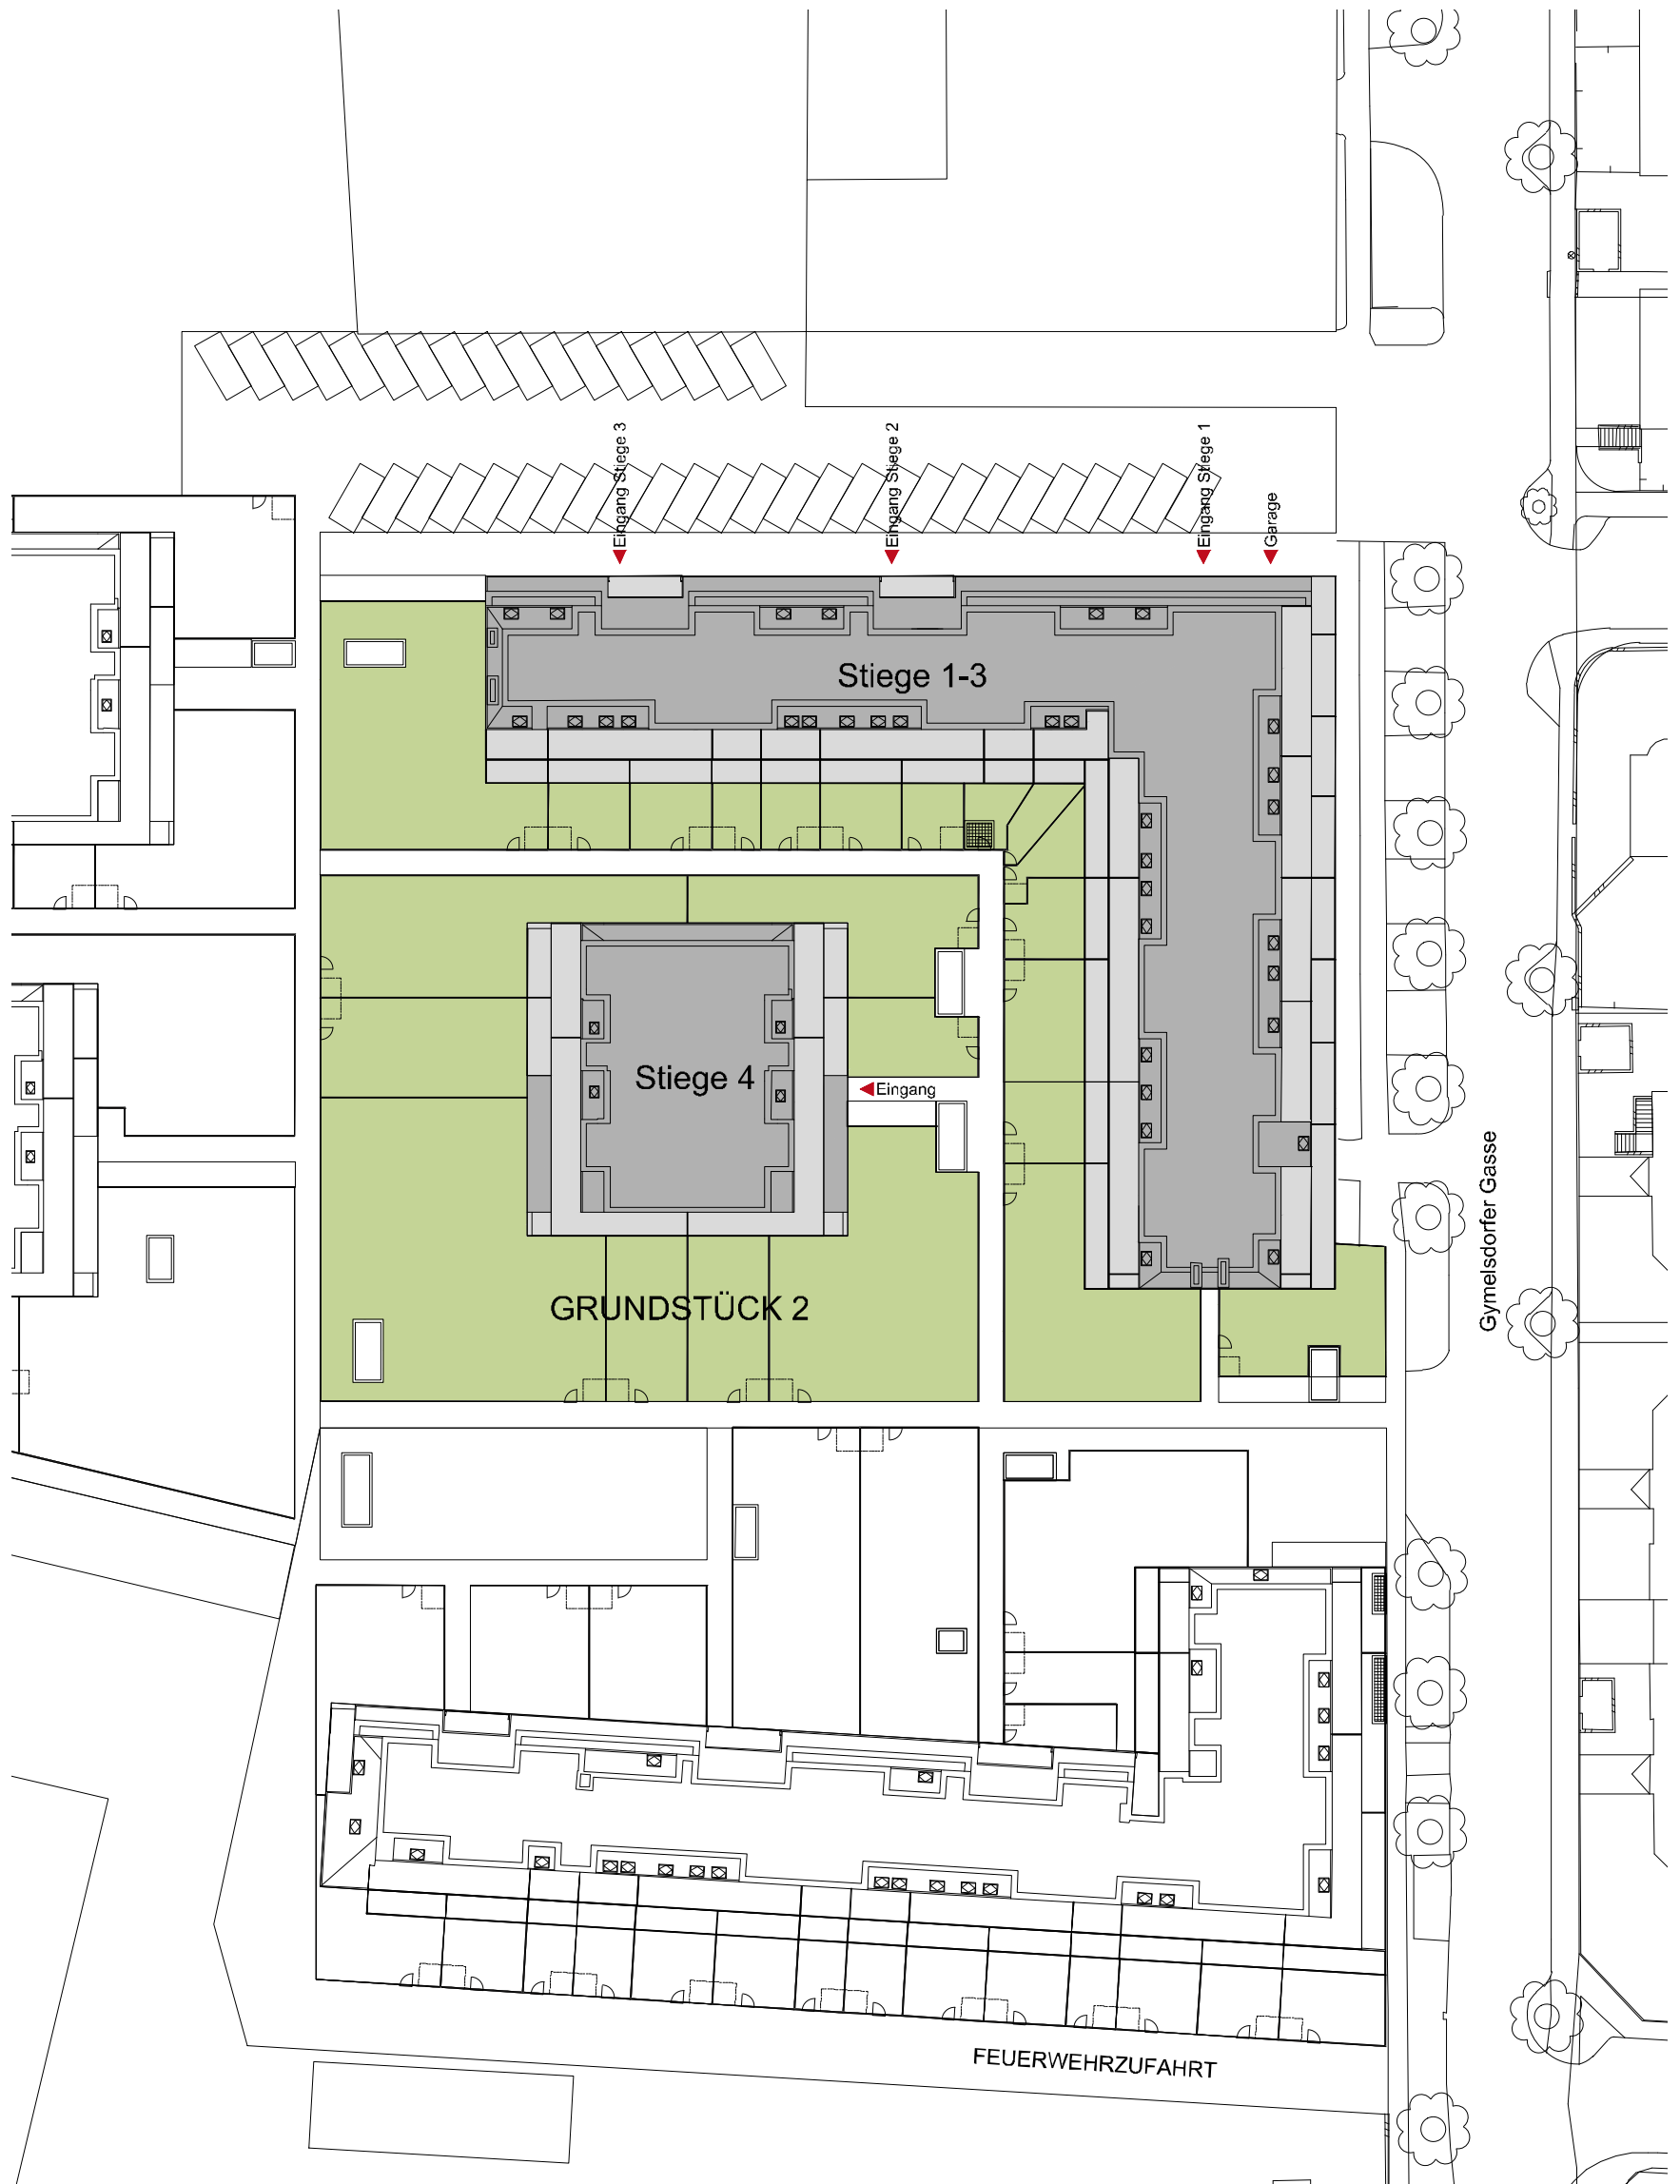 Eingang Stiege 3
Eingang Stiege 2
Eingang Stiege 1
Garage
Stiege 1-3
Stiege 4
Eingang
GRUNDSTÜCK 2
Gymelsdorfer Gasse
FEUERWEHRZUFAHRT